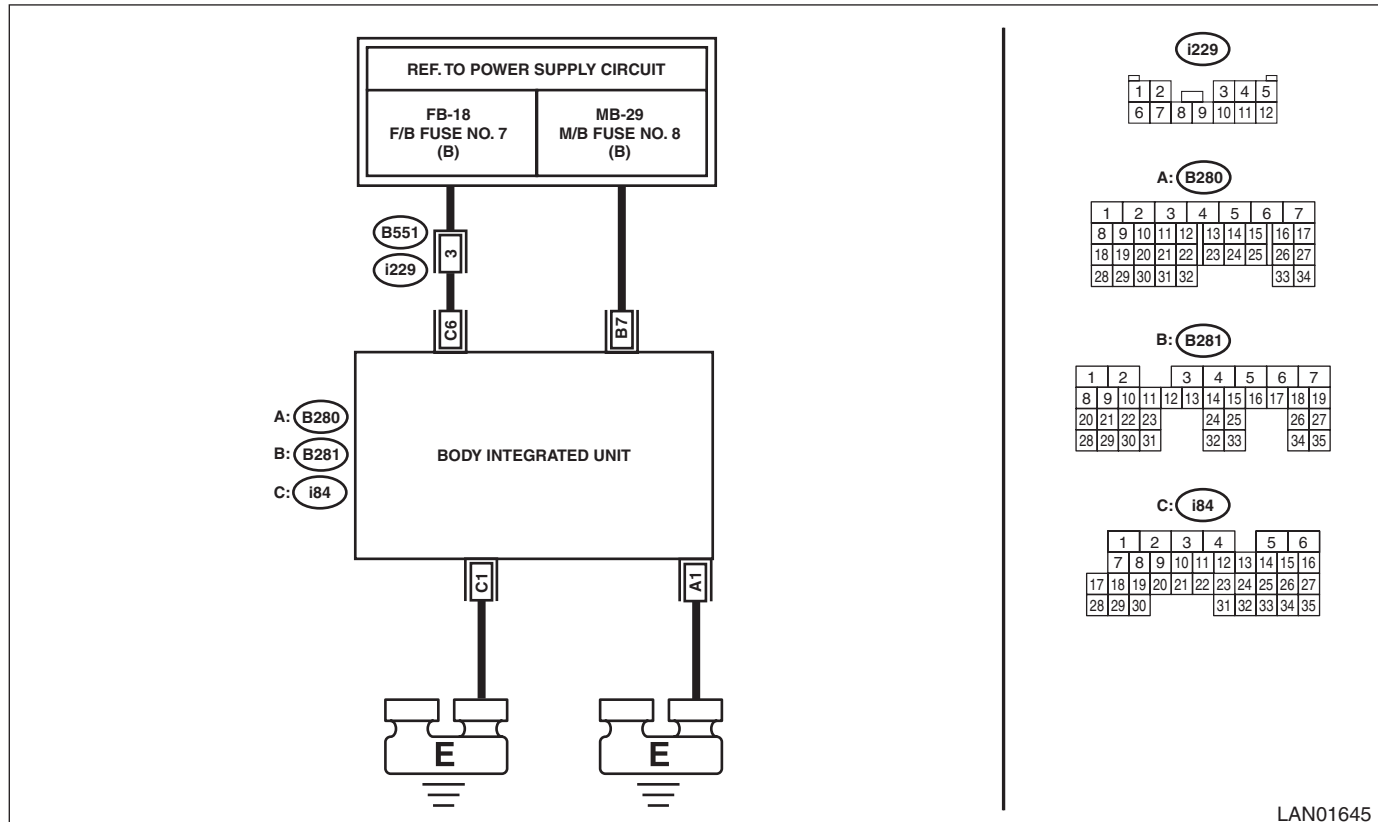 REF. TO POWER SUPPLY CIRCUIT
FB-18
F/B FUSE NO. 7
(B)
MB-29
M/B FUSE NO. 8
(B)
B551
3
i229
C6
B7
A: B280
B: B281
C: i84
BODY INTEGRATED UNIT
C1
A1
E
E
i229
1 2 3 4 5
6 7 8 9 10 11 12
A: B280
1 2 3 4 5 6 7
8 9 10 11 12 13 14 15 16 17
18 19 20 21 22 23 24 25 26 27
28 29 30 31 32 33 34
B: B281
1 2 3 4 5 6 7
8 9 10 11 12 13 14 15 16 17 18 19
20 21 22 23 24 25 26 27
28 29 30 31 32 33 34 35
C: i84
1 2 3 4 5 6
7 8 9 10 11 12 13 14 15 16
17 18 19 20 21 22 23 24 25 26 27
28 29 30 31 32 33 34 35
LAN01645